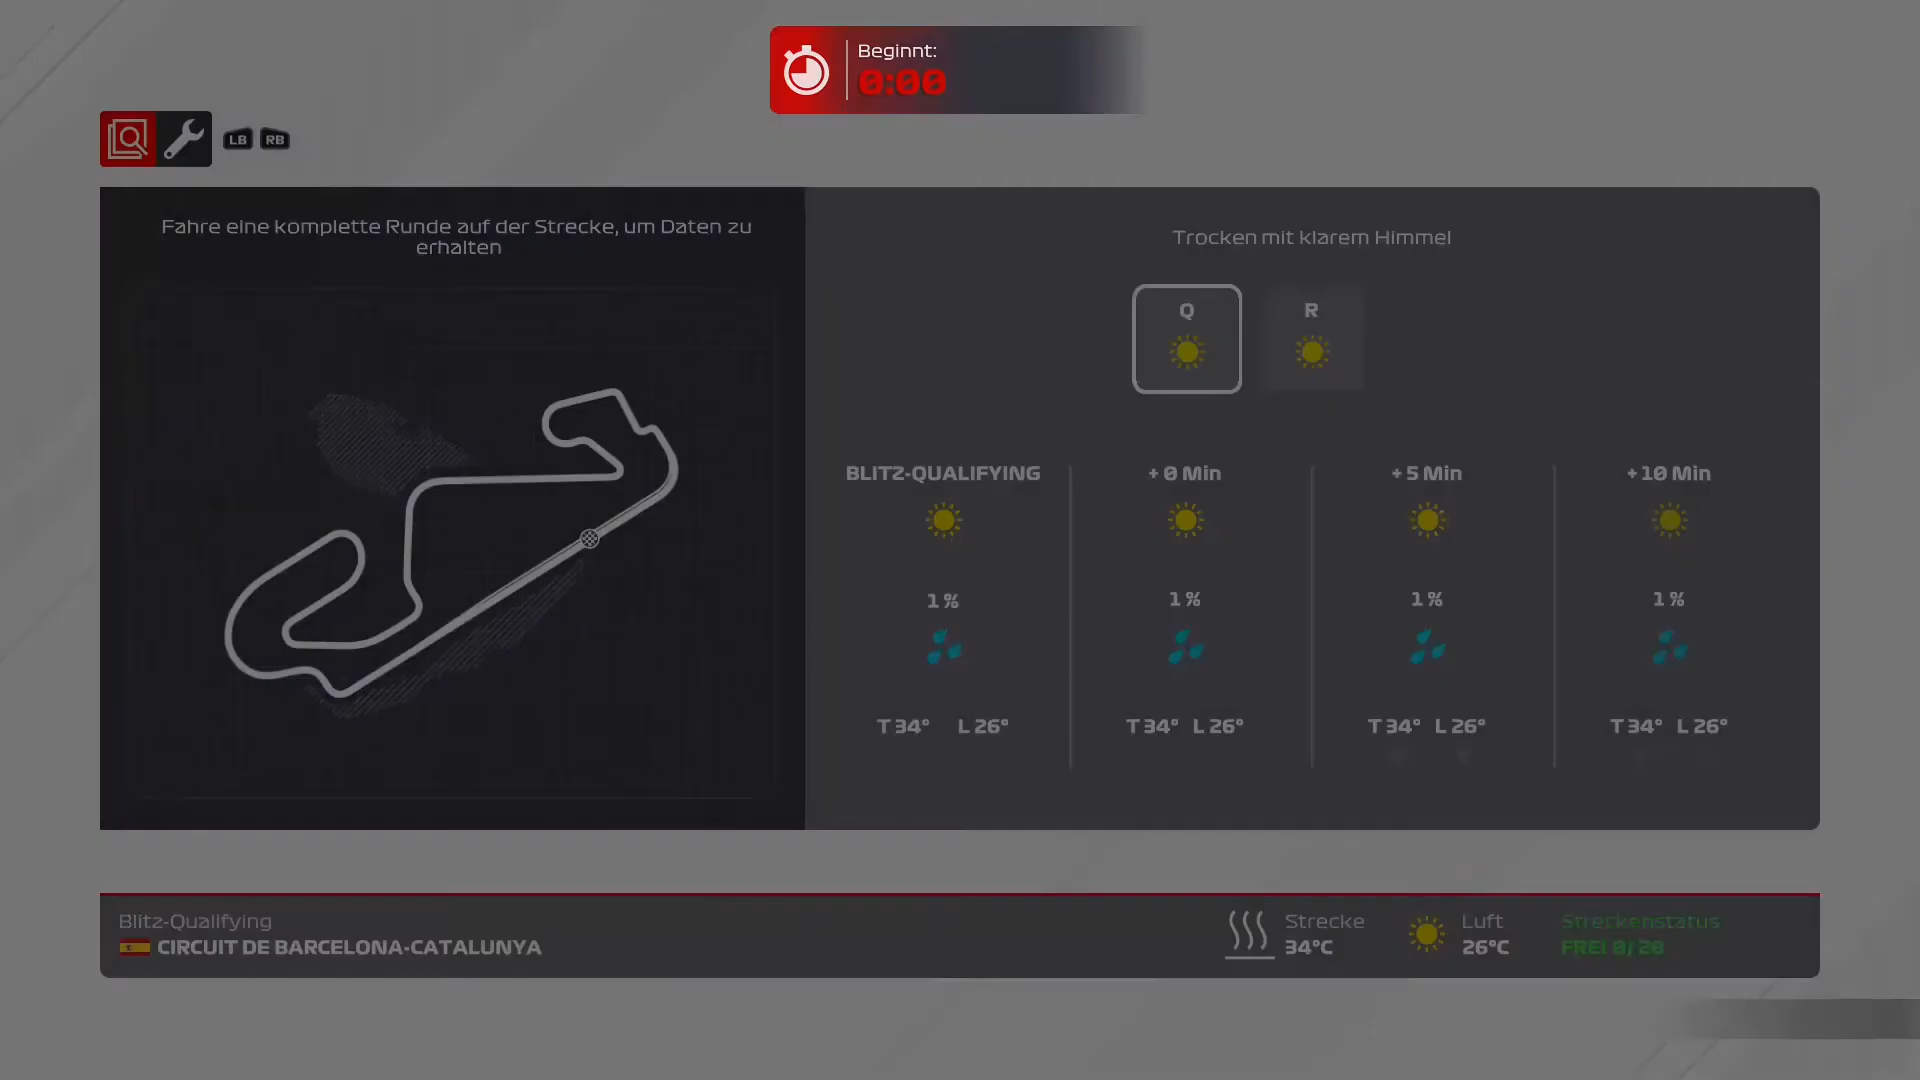 Beginnt:
0:00
LB RB
Fahre eine komplette Runde auf der Strecke, um Daten zu
erhalten
Trocken mit klarem Himmel
Q R
BLITZ-QUALIFYING + 0 Min + 5 Min + 10 Min
1 % 1 % 1 % 1 %
T 34° L 26° T 34° L 26° T 34° L 26° T 34° L 26°
Blitz-Qualifying
CIRCUIT DE BARCELONA-CATALUNYA
Strecke
34°C
Luft
26°C
Streckenstatus
FREI 0/ 20